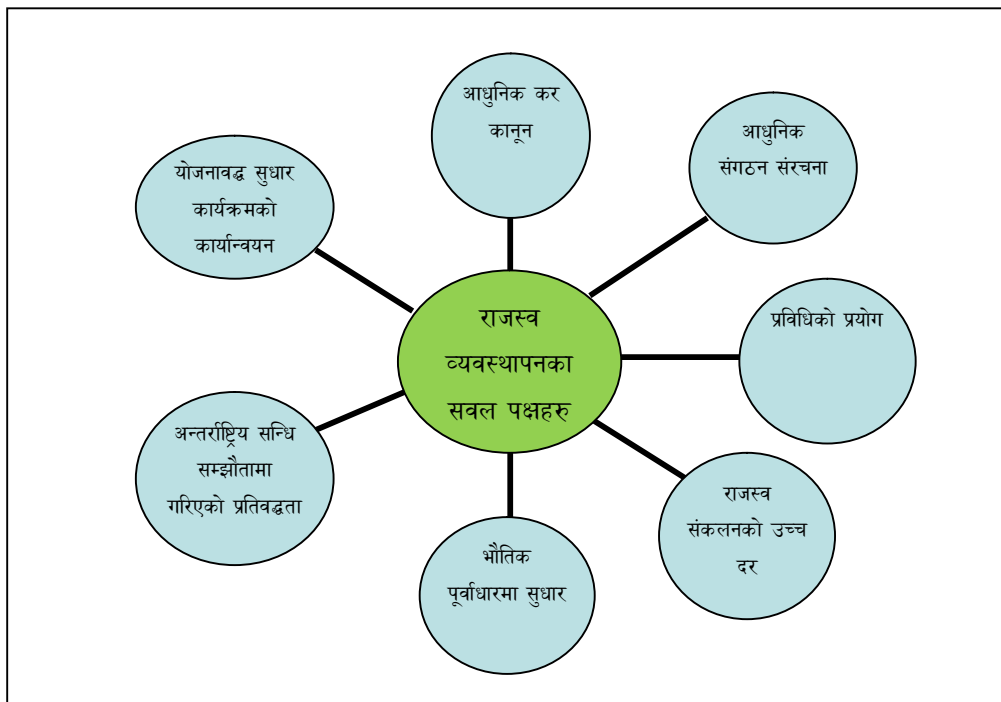 राजस्व
व्यवस्थापनका
सवल पक्षहरु
आधुनिक कर
कानून
आधुनिक
संगठन संरचना
प्रविधिको प्रयोग
राजस्व
संकलनको उच्च
दर
भौतिक
पूर्वाधारमा सुधार
अन्तर्राष्ट्रिय सन्धि
सम्झौतामा
गरिएको प्रतिवद्धता
योजनावद्ध सुधार
कार्यक्रमको
कार्यान्वयन